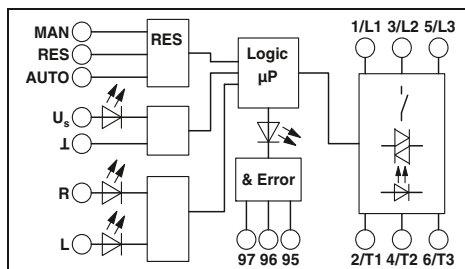 MAN
RES
AUTO
RES
Us
⊥
R
L
Logic
µP
& Error
97 96 95
1/L1 3/L2 5/L3
2/T1 4/T2 6/T3